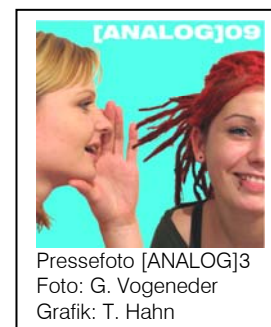 [ANALOG]09
Pressefoto [ANALOG]3
Foto: G. Vogeneder
Grafik: T. Hahn